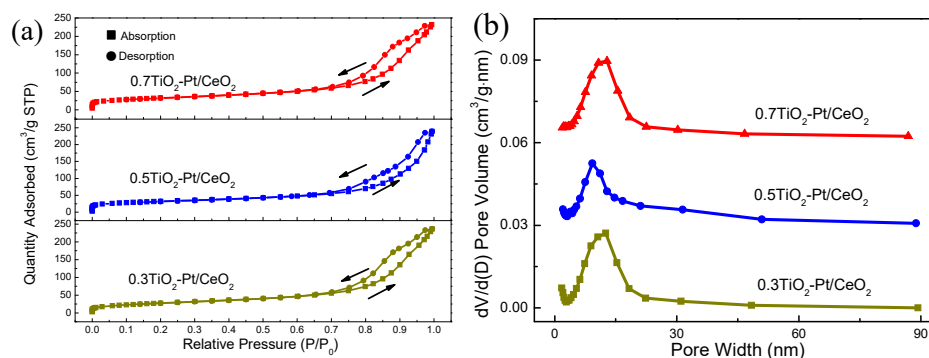 (a)
Quantity Adsorbed (cm³/g STP)
250
200
150
100
50
0
Absorption
Desorption
0.7TiO₂-Pt/CeO₂
250
200
150
100
50
0
0.5TiO₂-Pt/CeO₂
250
200
150
100
50
0
0.3TiO₂-Pt/CeO₂
0.0 0.1 0.2 0.3 0.4 0.5 0.6 0.7 0.8 0.9 1.0
Relative Pressure (P/P₀)
(b)
dV/d(D) Pore Volume (cm³/g·nm)
0.09
0.06
0.03
0.00
0.7TiO₂-Pt/CeO₂
0.5TiO₂-Pt/CeO₂
0.3TiO₂-Pt/CeO₂
0 30 60 90
Pore Width (nm)